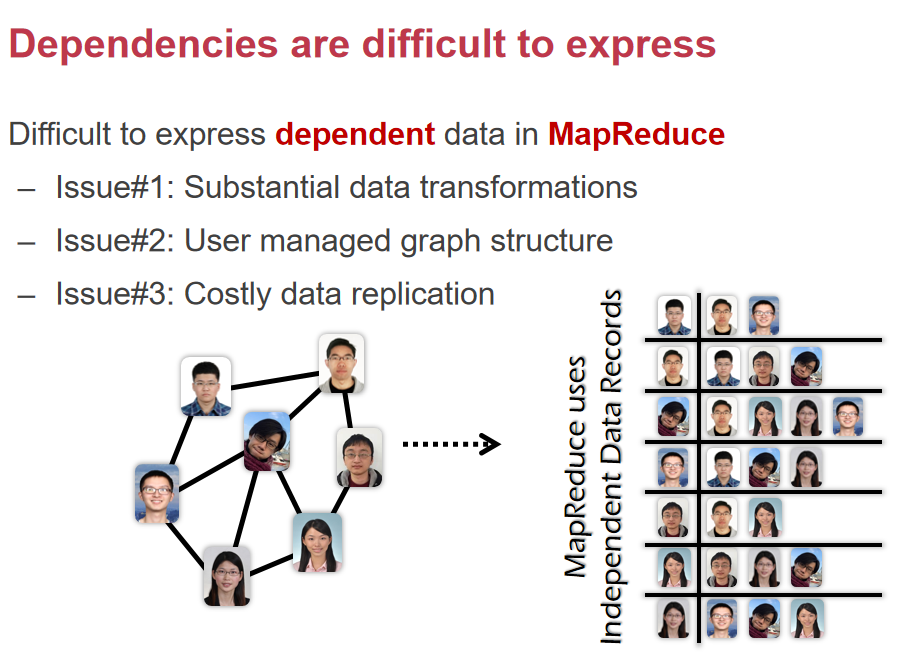 Dependencies are difficult to express
Difficult to express dependent data in MapReduce
– Issue#1: Substantial data transformations
– Issue#2: User managed graph structure
– Issue#3: Costly data replication
MapReduce uses
Independent Data Records